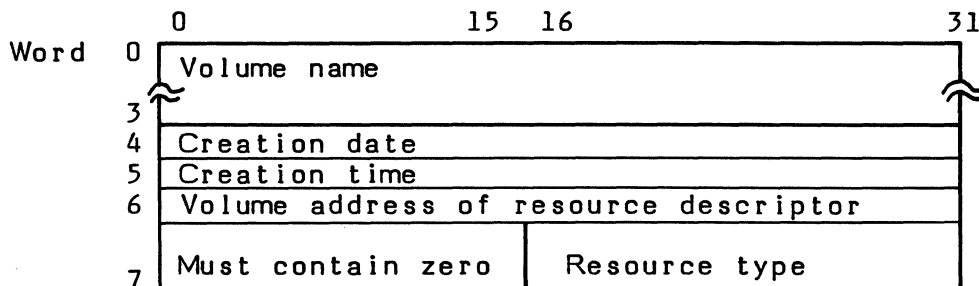 0 15 16 31
Word 0 Volume name
3
4 Creation date
5 Creation time
6 Volume address of resource descriptor
7 Must contain zero Resource type